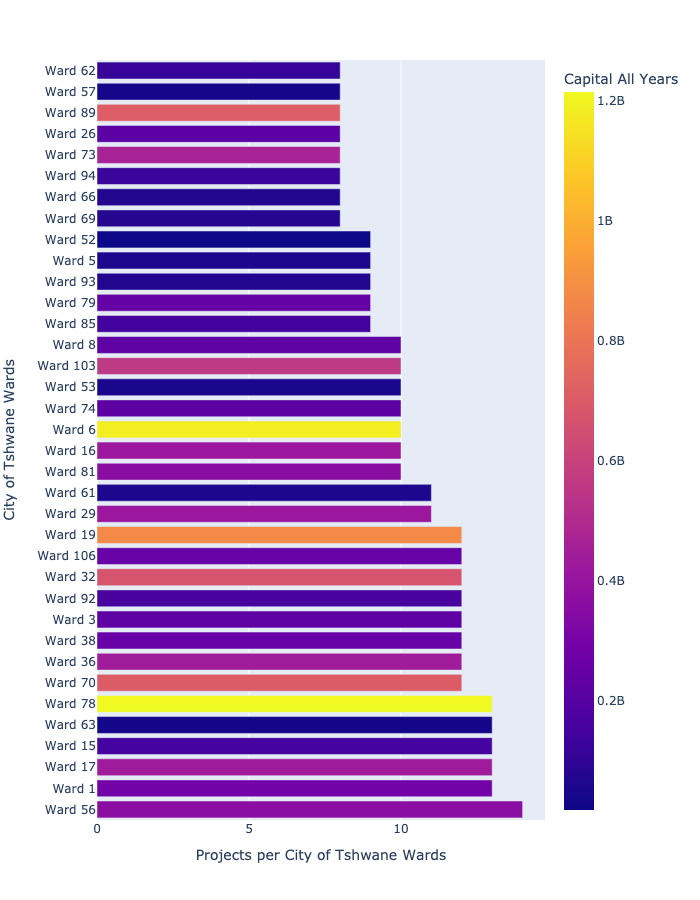 Capital All Years
Ward 62
Ward 57
Ward 89
Ward 26
Ward 73
Ward 94
Ward 66
Ward 69
Ward 52
Ward 5
Ward 93
Ward 79
Ward 85
Ward 8
Ward 103
Ward 53
Ward 74
Ward 6
Ward 16
Ward 81
Ward 61
Ward 29
Ward 19
Ward 106
Ward 32
Ward 92
Ward 3
Ward 38
Ward 36
Ward 70
Ward 78
Ward 63
Ward 15
Ward 17
Ward 1
Ward 56
City of Tshwane Wards
0 5 10
Projects per City of Tshwane Wards
1.2B
1B
0.8B
0.6B
0.4B
0.2B